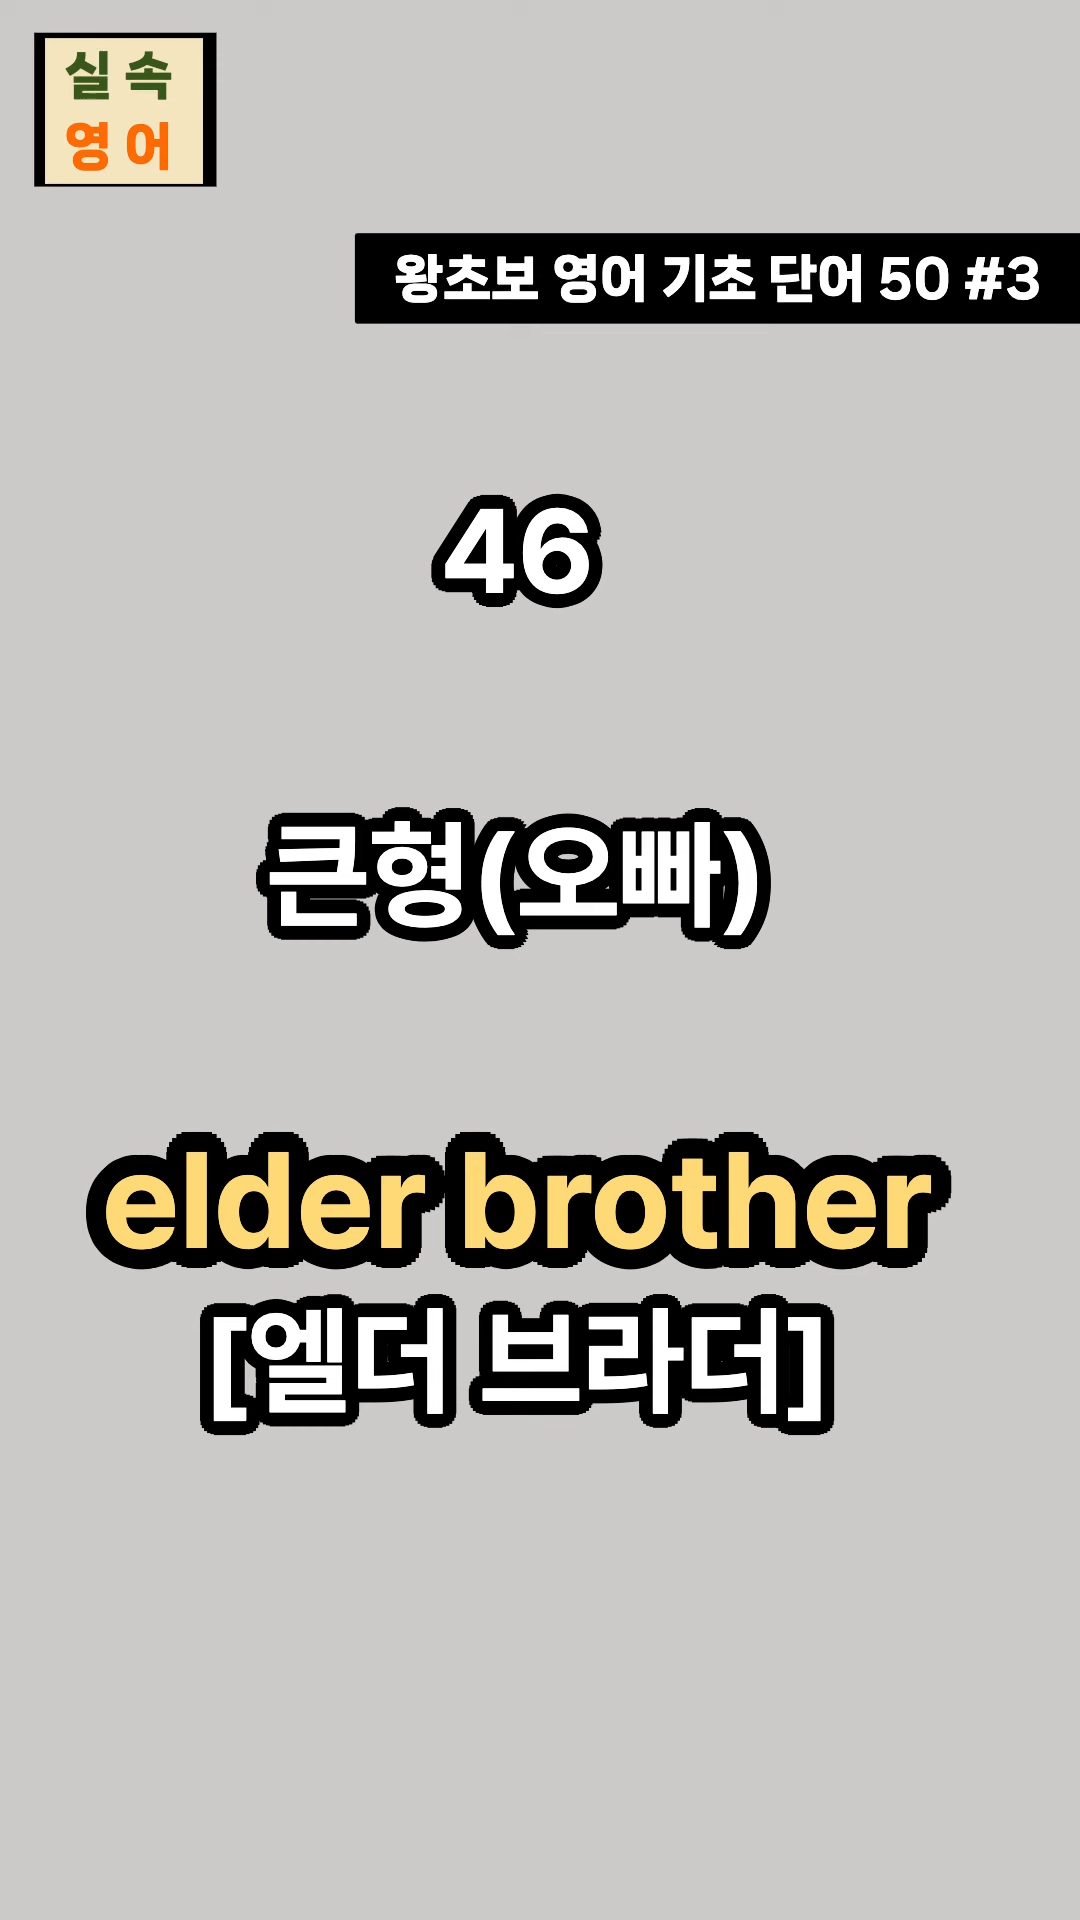 실속
영어
왕초보 영어 기초 단어 50 #3
46
큰형(오빠)
elder brother
[엘더 브라더]